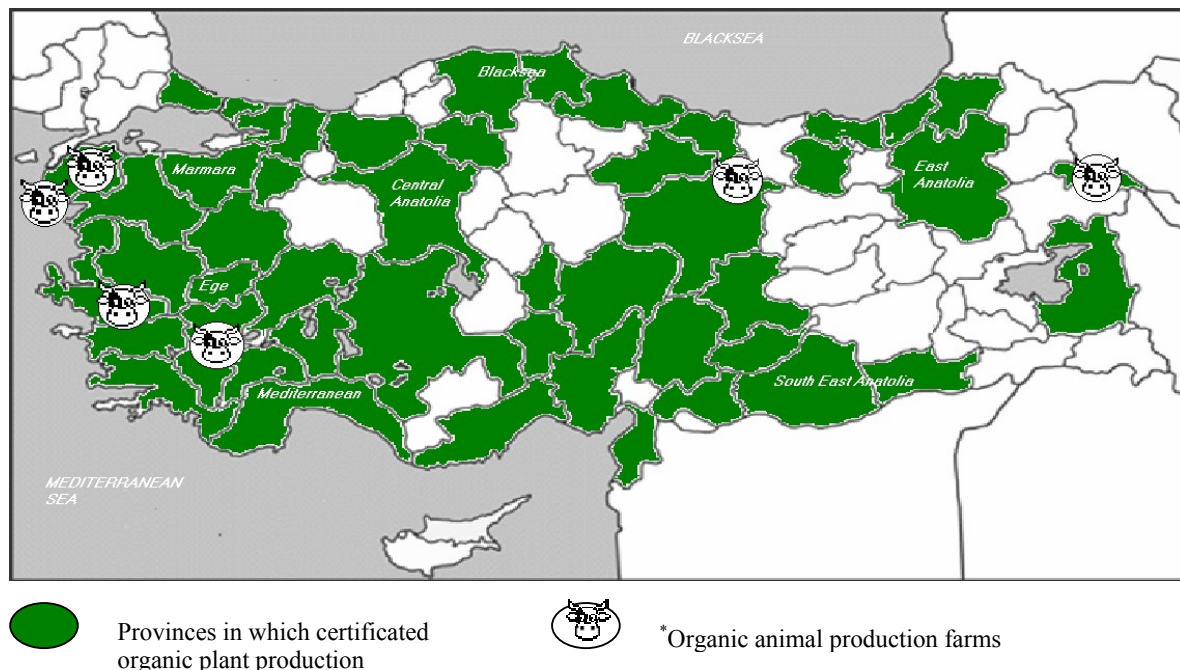 BLACKSEA
Blacksea
Marmara
East
Anatolia
Central
Anatolia
Ege
South East Anatolia
Mediterranean
MEDITERRANEAN
SEA
Provinces in which certificated
organic plant production
*Organic animal production farms